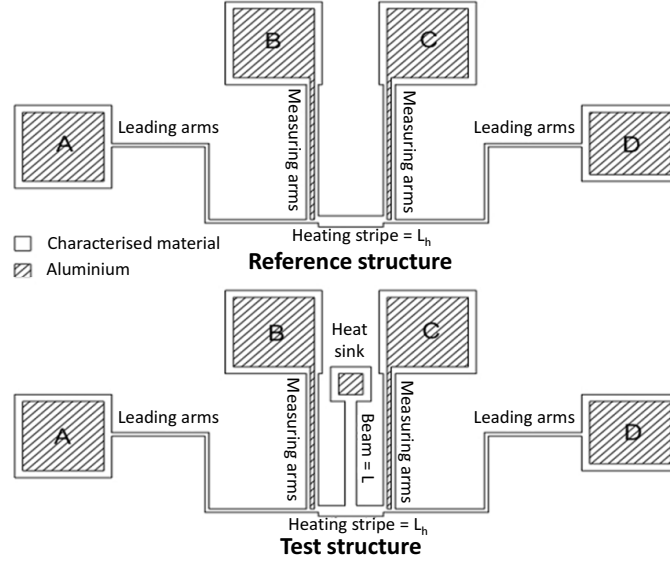 B
C
Measuring arms
Measuring arms
A
Leading arms
Leading arms
D
Heating stripe = Lh
Characterised material
Aluminium
Reference structure
B
C
Heat
sink
Measuring arms
Beam = L
Measuring arms
A
Leading arms
Leading arms
D
Heating stripe = Lh
Test structure